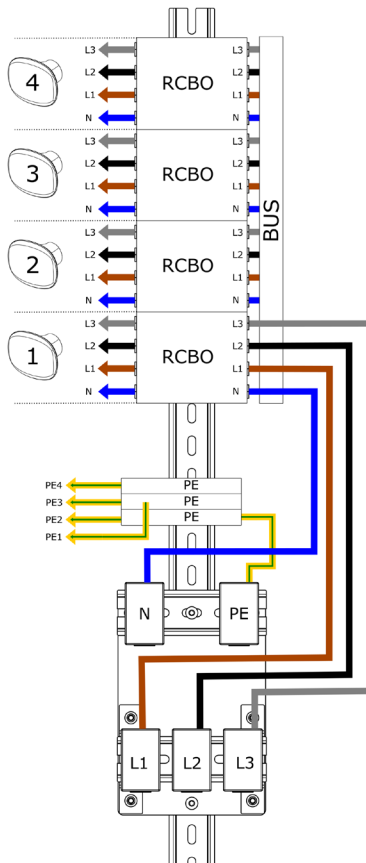 L3 L3
4 L2 RCBO L2
L1 L1
N N
L3 L3
3 L2 RCBO L2
L1 L1
N N
BUS
L3 L3
2 L2 RCBO L2
L1 L1
N N
L3 L3
1 L2 RCBO L2
L1 L1
N N
PE4 PE
PE3 PE
PE2 PE
PE1
N PE
L1 L2 L3